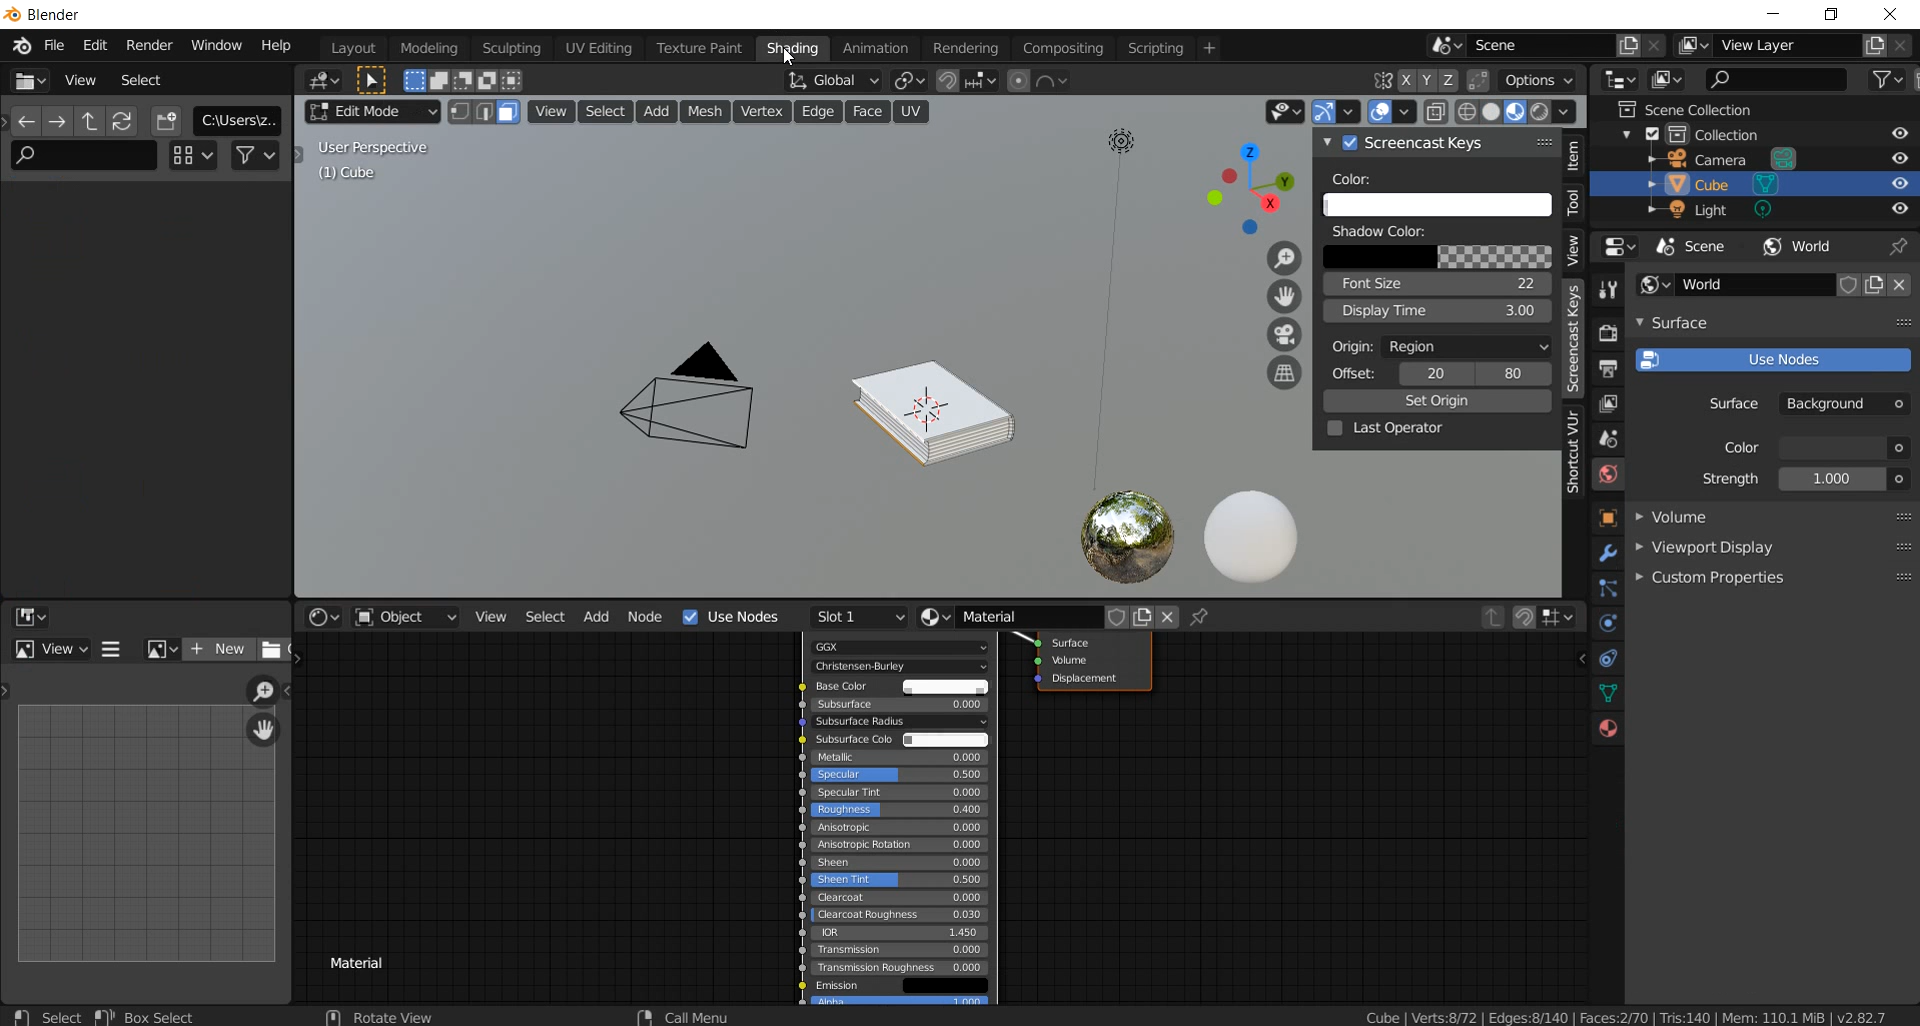 Blender
File Edit Render Window Help Layout Modeling Sculpting UV Editing Texture Paint Shading Animation Rendering Compositing Scripting + Scene View Layer
View Select Global X Y Z Options
Edit Mode View Select Add Mesh Vertex Edge Face UV
C:\Users\z..
User Perspective
(1) Cube
Z
Y
X
Screencast Keys
Color:
Shadow Color:
Font Size 22
Display Time 3.00
Origin: Region
Offset: 20 80
Set Origin
Last Operator
Item
Tool
View
Screencast Keys
Shortcut VUr
Scene Collection
Collection
Camera
Cube
Light
Scene World
World
Surface
Use Nodes
Surface Background
Color
Strength 1.000
Volume
Viewport Display
Custom Properties
View + New
Object View Select Add Node Use Nodes Slot 1 Material
GGX
Christensen-Burley
Base Color
Subsurface 0.000
Subsurface Radius
Subsurface Colo
Metallic 0.000
Specular 0.500
Specular Tint 0.000
Roughness 0.400
Anisotropic 0.000
Anisotropic Rotation 0.000
Sheen 0.000
Sheen Tint 0.500
Clearcoat 0.000
Clearcoat Roughness 0.030
IOR 1.450
Transmission 0.000
Transmission Roughness 0.000
Emission
Alpha 1.000
Surface
Volume
Displacement
Material
Select Box Select Rotate View Call Menu Cube | Verts:8/72 | Edges:8/140 | Faces:2/70 | Tris:140 | Mem: 110.1 MiB | v2.82.7